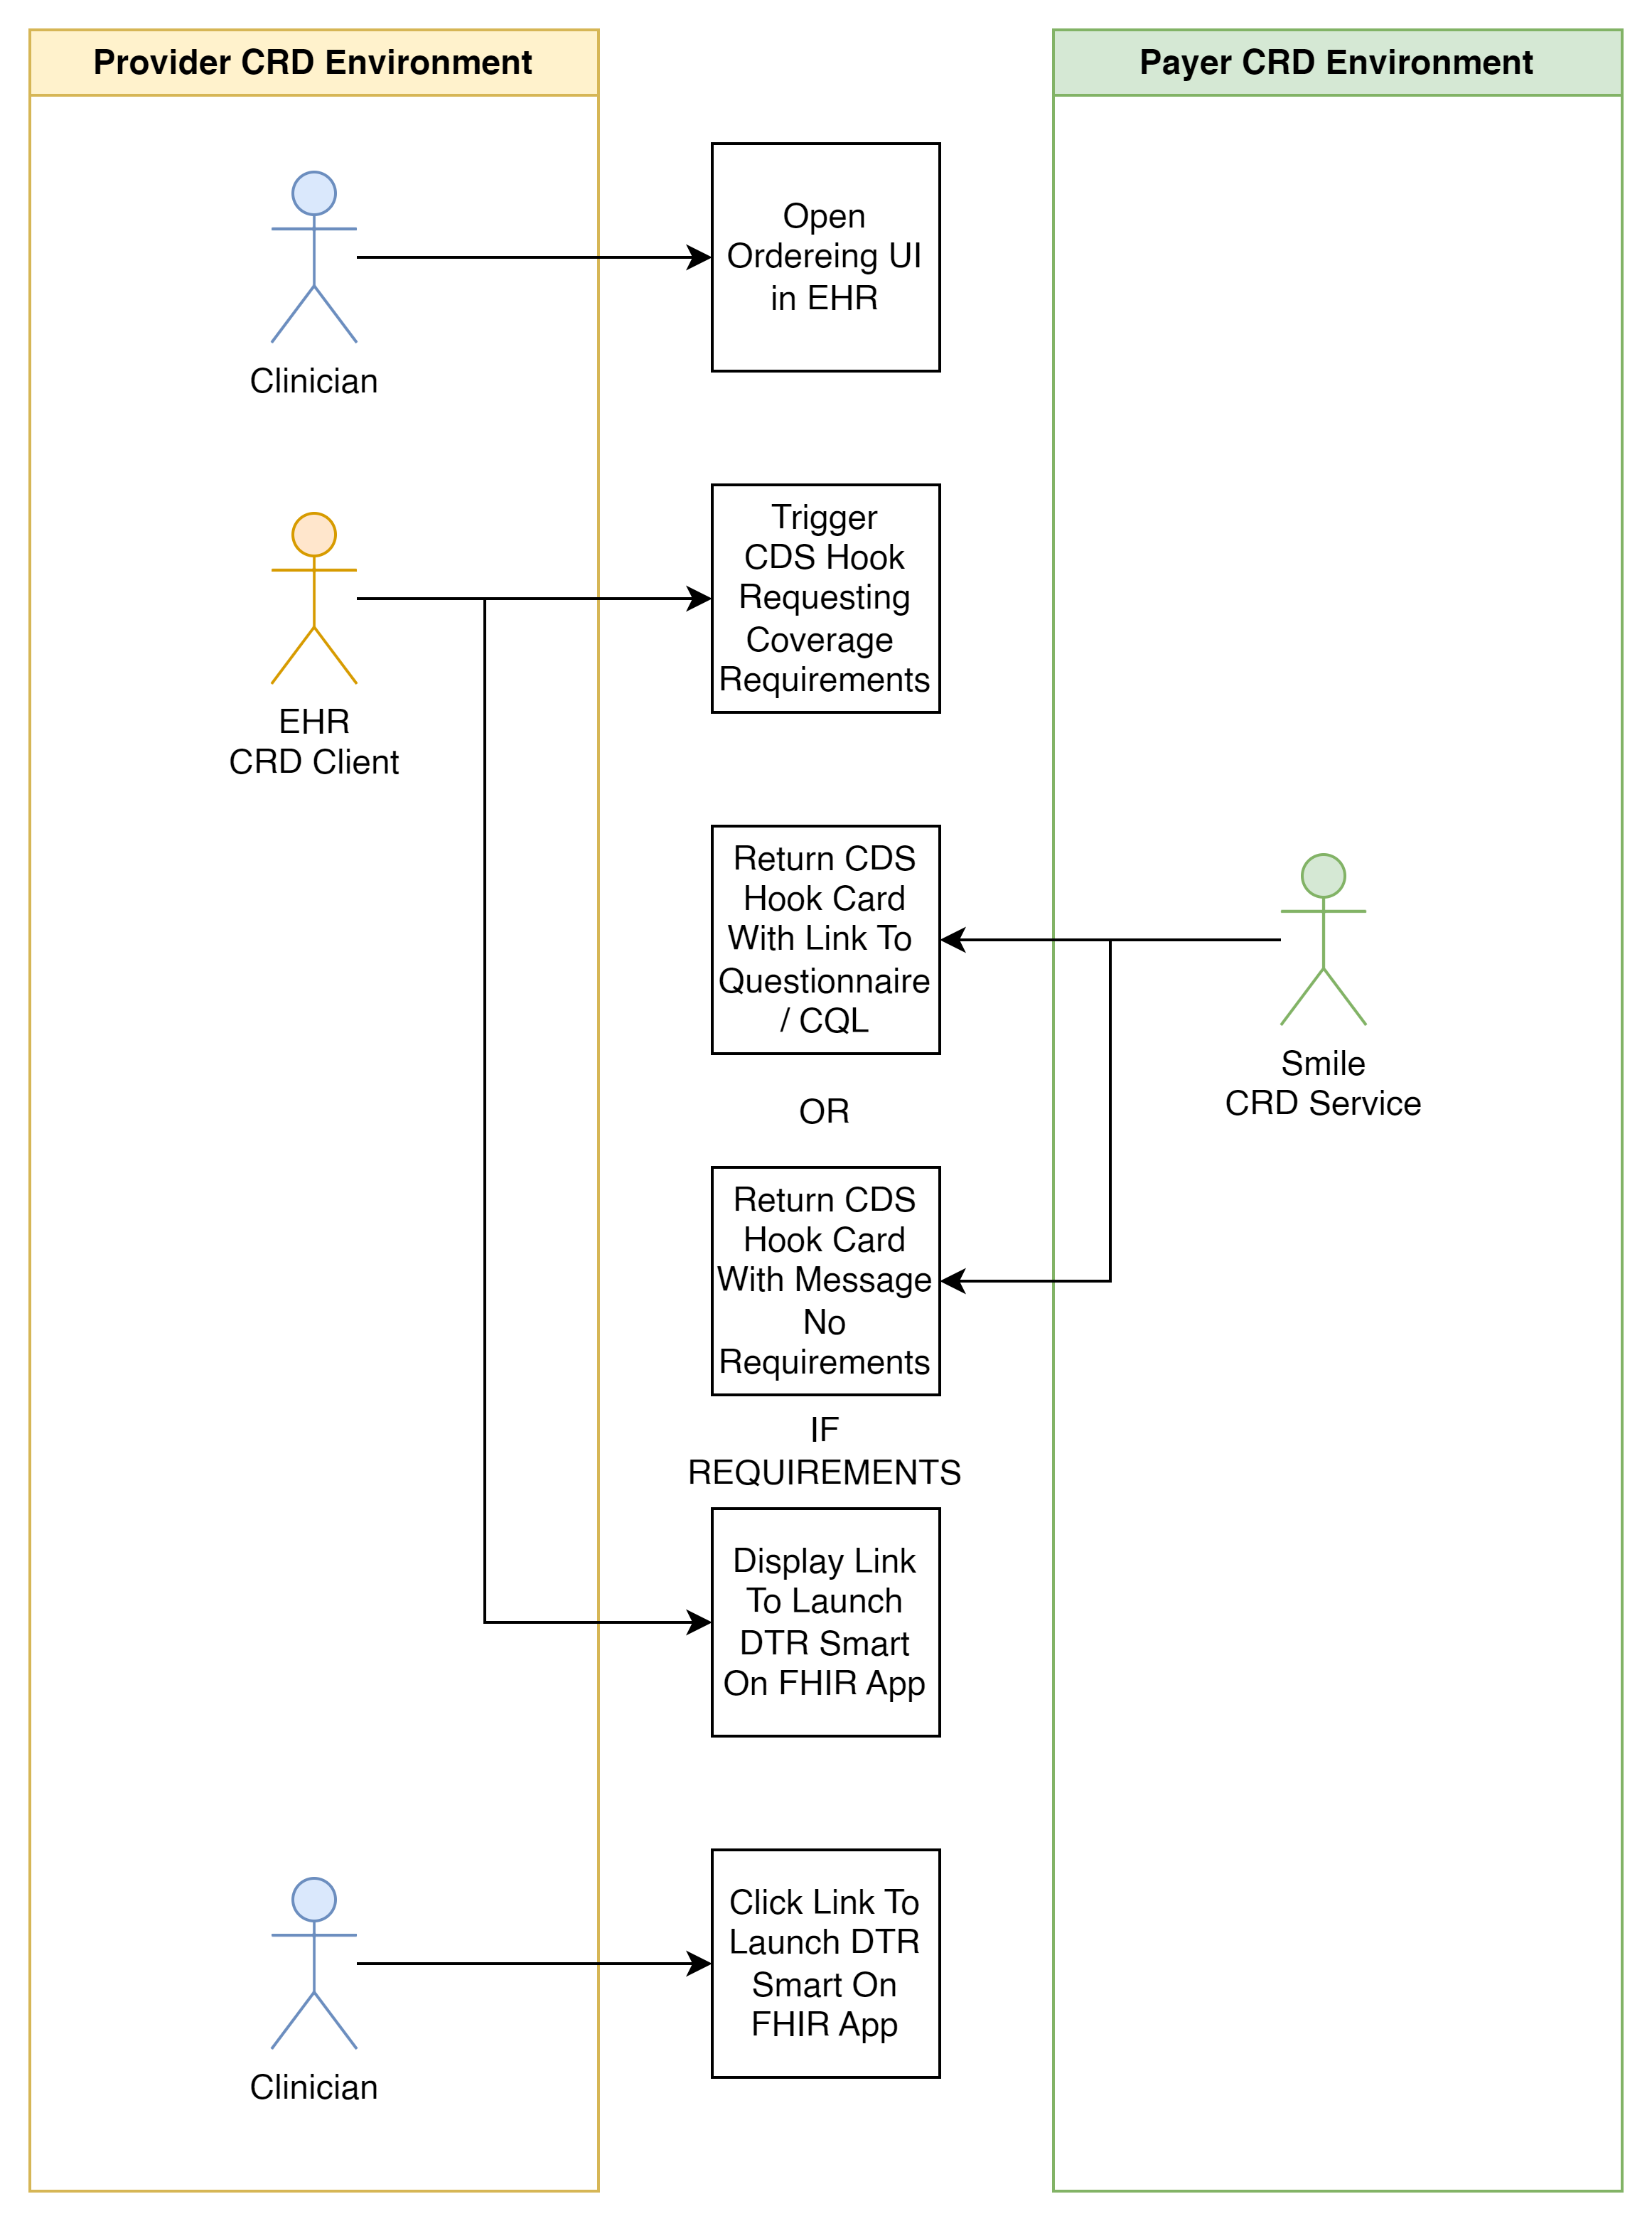 Provider CRD Environment
Payer CRD Environment
Open
Ordereing UI
in EHR
Clinician
Trigger
CDS Hook
Requesting
Coverage
Requirements
EHR
CRD Client
Return CDS
Hook Card
With Link To
Questionnaire
/ CQL
Smile
CRD Service
OR
Return CDS
Hook Card
With Message
No
Requirements
IF
REQUIREMENTS
Display Link
To Launch
DTR Smart
On FHIR App
Click Link To
Launch DTR
Smart On
FHIR App
Clinician